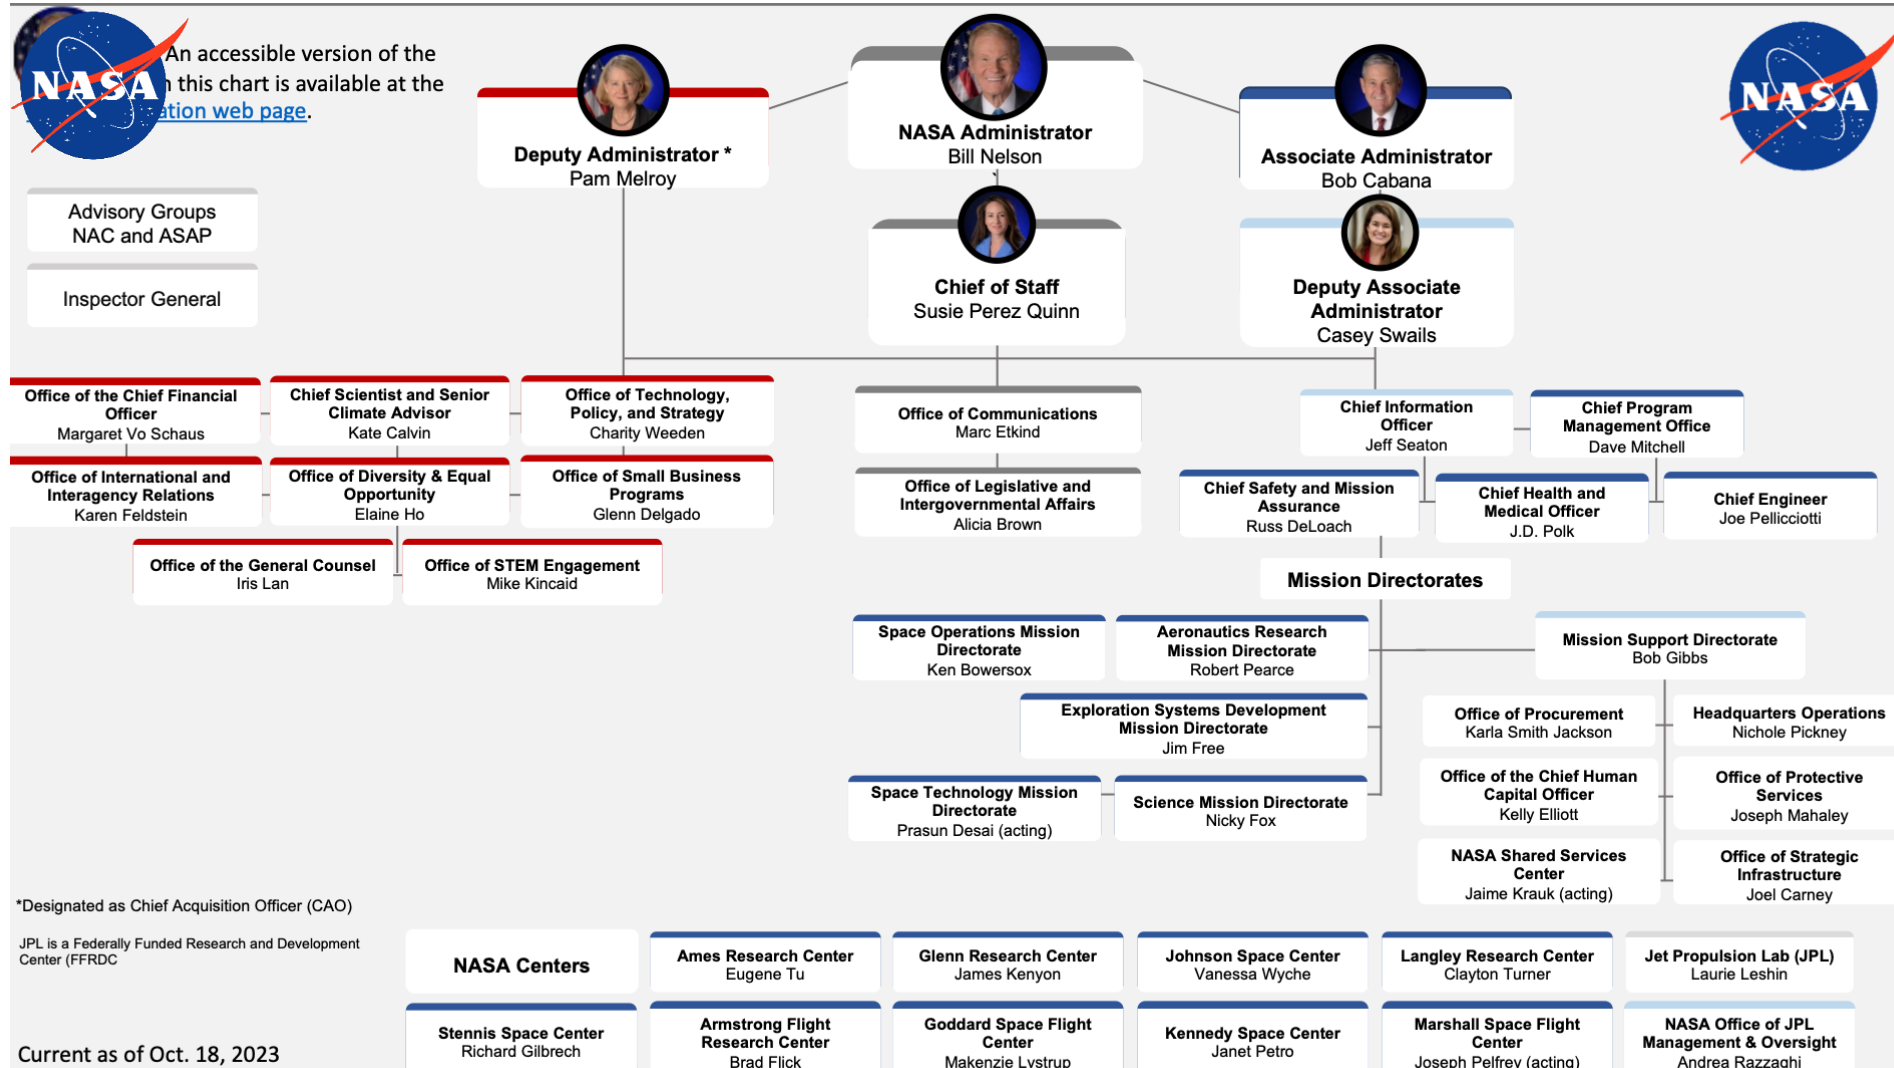 NASA
An accessible version of the
this chart is available at the
ation web page.
NASA
Deputy Administrator *
Pam Melroy
NASA Administrator
Bill Nelson
Associate Administrator
Bob Cabana
Advisory Groups
NAC and ASAP
Inspector General
Chief of Staff
Susie Perez Quinn
Deputy Associate
Administrator
Casey Swails
Office of the Chief Financial
Officer
Margaret Vo Schaus
Chief Scientist and Senior
Climate Advisor
Kate Calvin
Office of Technology,
Policy, and Strategy
Charity Weeden
Office of International and
Interagency Relations
Karen Feldstein
Office of Diversity & Equal
Opportunity
Elaine Ho
Office of Small Business
Programs
Glenn Delgado
Office of the General Counsel
Iris Lan
Office of STEM Engagement
Mike Kincaid
Office of Communications
Marc Etkind
Office of Legislative and
Intergovernmental Affairs
Alicia Brown
Chief Information
Officer
Jeff Seaton
Chief Program
Management Office
Dave Mitchell
Chief Safety and Mission
Assurance
Russ DeLoach
Chief Health and
Medical Officer
J.D. Polk
Chief Engineer
Joe Pellicciotti
Mission Directorates
Space Operations Mission
Directorate
Ken Bowersox
Aeronautics Research
Mission Directorate
Robert Pearce
Mission Support Directorate
Bob Gibbs
Exploration Systems Development
Mission Directorate
Jim Free
Space Technology Mission
Directorate
Prasun Desai (acting)
Science Mission Directorate
Nicky Fox
Office of Procurement
Karla Smith Jackson
Headquarters Operations
Nichole Pickney
Office of the Chief Human
Capital Officer
Kelly Elliott
Office of Protective
Services
Joseph Mahaley
NASA Shared Services
Center
Jaime Krauk (acting)
Office of Strategic
Infrastructure
Joel Carney
*Designated as Chief Acquisition Officer (CAO)
JPL is a Federally Funded Research and Development
Center (FFRDC
NASA Centers
Ames Research Center
Eugene Tu
Glenn Research Center
James Kenyon
Johnson Space Center
Vanessa Wyche
Langley Research Center
Clayton Turner
Jet Propulsion Lab (JPL)
Laurie Leshin
Stennis Space Center
Richard Gilbrech
Armstrong Flight
Research Center
Brad Flick
Goddard Space Flight
Center
Makenzie Lystrup
Kennedy Space Center
Janet Petro
Marshall Space Flight
Center
Joseph Pelfrey (acting)
NASA Office of JPL
Management & Oversight
Andrea Razzaghi
Current as of Oct. 18, 2023